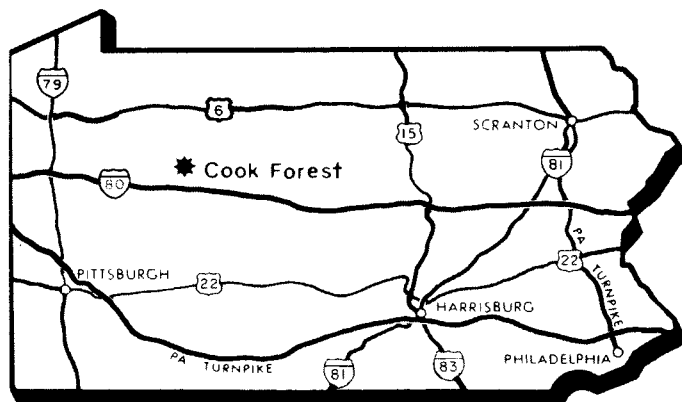 79
6
15
SCRANTON
81
Cook Forest
80
PITTSBURGH
22
22
PA TURNPIKE
HARRISBURG
PHILADELPHIA
PA TURNPIKE
81
83